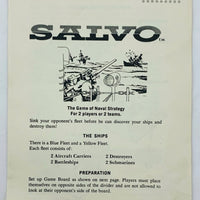 SALVO TM
The Game of Naval Strategy
For 2 players or 2 teams.
Sink your opponent's fleet before he can discover your ships and
destroy them!
THE SHIPS
There is a Blue Fleet and a Yellow Fleet.
Each fleet consists of:
2 Aircraft Carriers 2 Destroyers
2 Battleships 2 Submarines
PREPARATION
Set up Game Board as shown on next page. Players must place
themselves on opposite sides of the divider and are not allowed to
look at their opponent's side of the board.